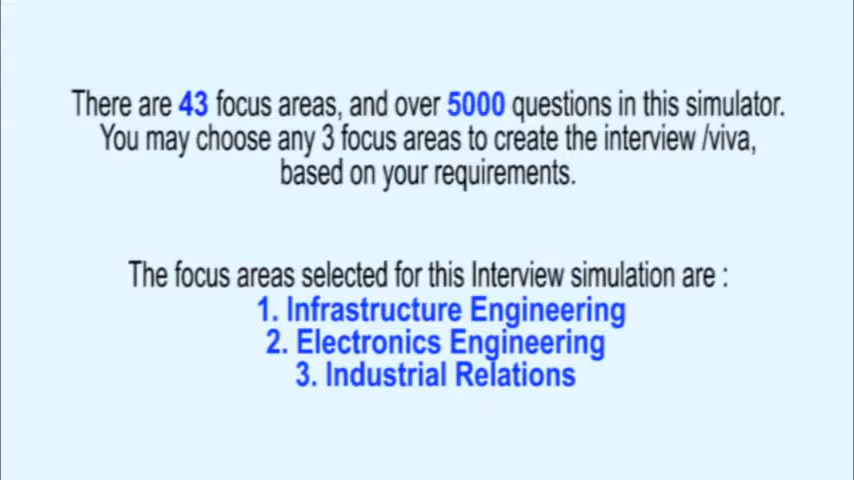 There are 43 focus areas, and over 5000 questions in this simulator.
You may choose any 3 focus areas to create the interview /viva,
based on your requirements.
The focus areas selected for this Interview simulation are :
1. Infrastructure Engineering
2. Electronics Engineering
3. Industrial Relations